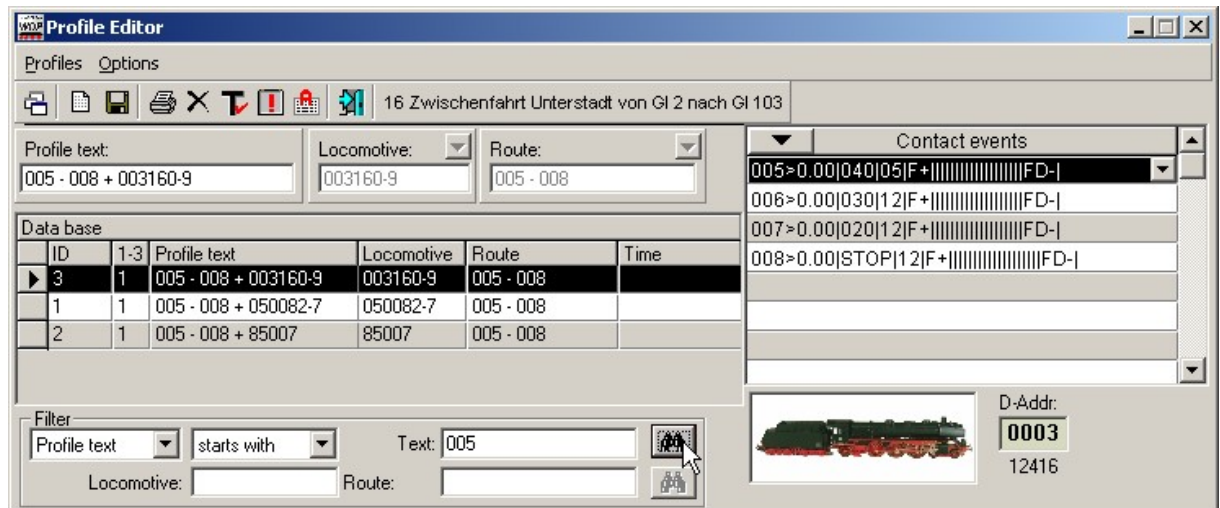 WDP Profile Editor
Profiles Options
16 Zwischenfahrt Unterstadt von Gl 2 nach Gl 103
Profile text: Locomotive: Route:
005 - 008 + 003160-9 003160-9 005 - 008
Data base
ID 1-3 Profile text Locomotive Route Time
3 1 005 - 008 + 003160-9 003160-9 005 - 008
1 1 005 - 008 + 050082-7 050082-7 005 - 008
2 1 005 - 008 + 85007 85007 005 - 008
Filter
Profile text starts with Text: 005
Locomotive: Route:
Contact events
005>0.00|040|05|F+|||||||||||||||||||FD-|
006>0.00|030|12|F+|||||||||||||||||||FD-|
007>0.00|020|12|F+|||||||||||||||||||FD-|
008>0.00|STOP|12|F+|||||||||||||||||||FD-|
D-Addr:
0003
12416